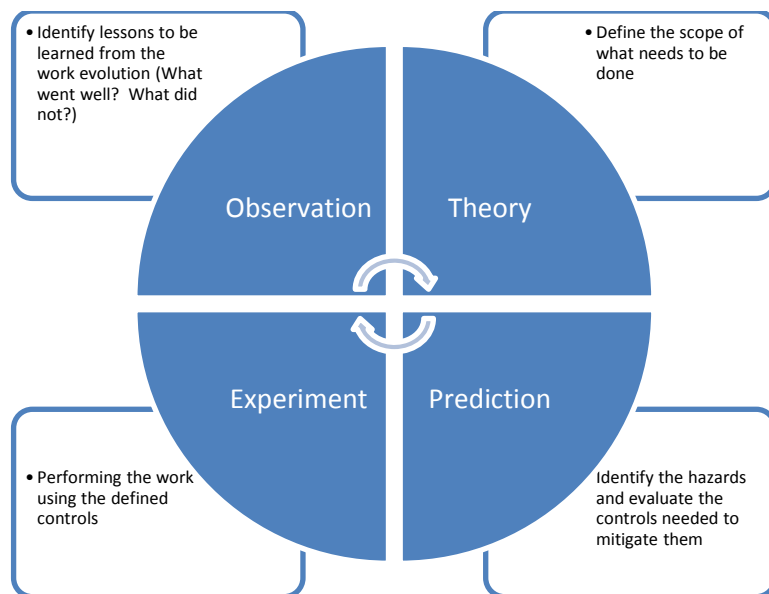 • Identify lessons to be
learned from the
work evolution (What
went well?  What did
not?)
• Define the scope of
what needs to be
done
Observation
Theory
Experiment
Prediction
• Performing the work
using the defined
controls
Identify the hazards
and evaluate the
controls needed to
mitigate them